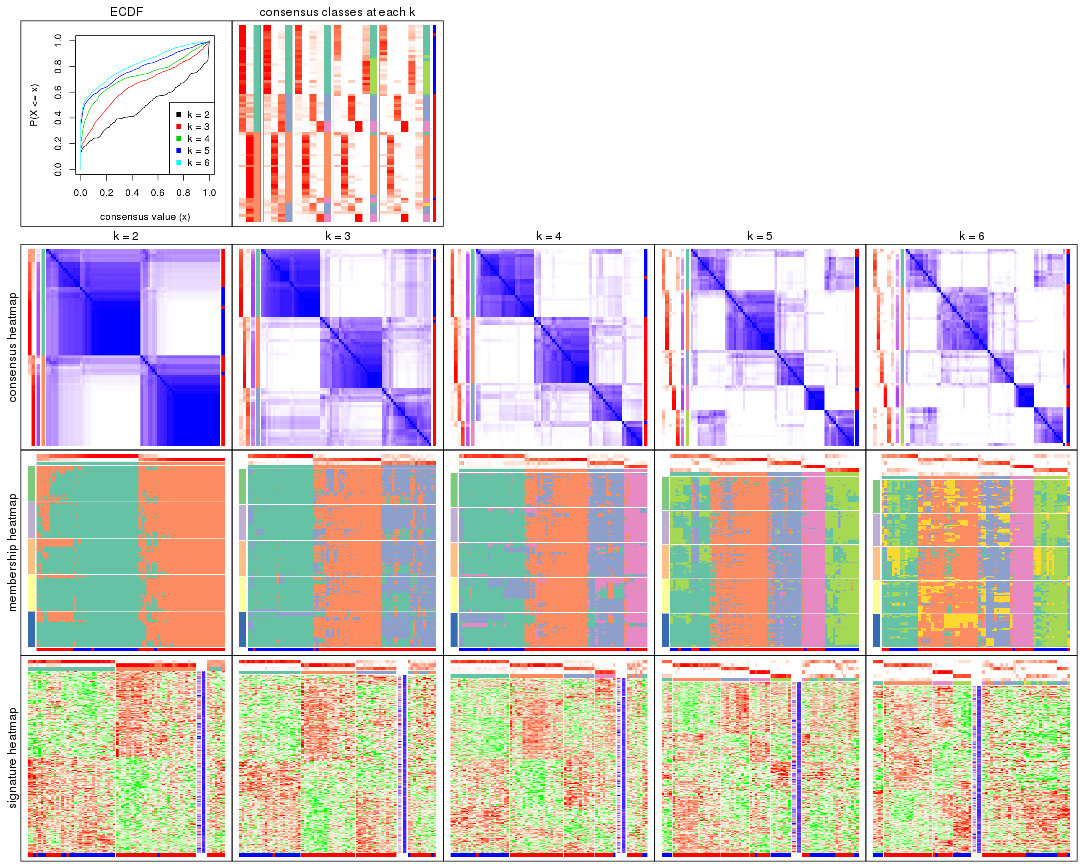 ECDF
consensus classes at each k
P(X <= x)
0.0 0.2 0.4 0.6 0.8 1.0
k = 2
k = 3
k = 4
k = 5
k = 6
0.0 0.2 0.4 0.6 0.8 1.0
consensus value (x)
k = 2
k = 3
k = 4
k = 5
k = 6
consensus heatmap
membership heatmap
signature heatmap